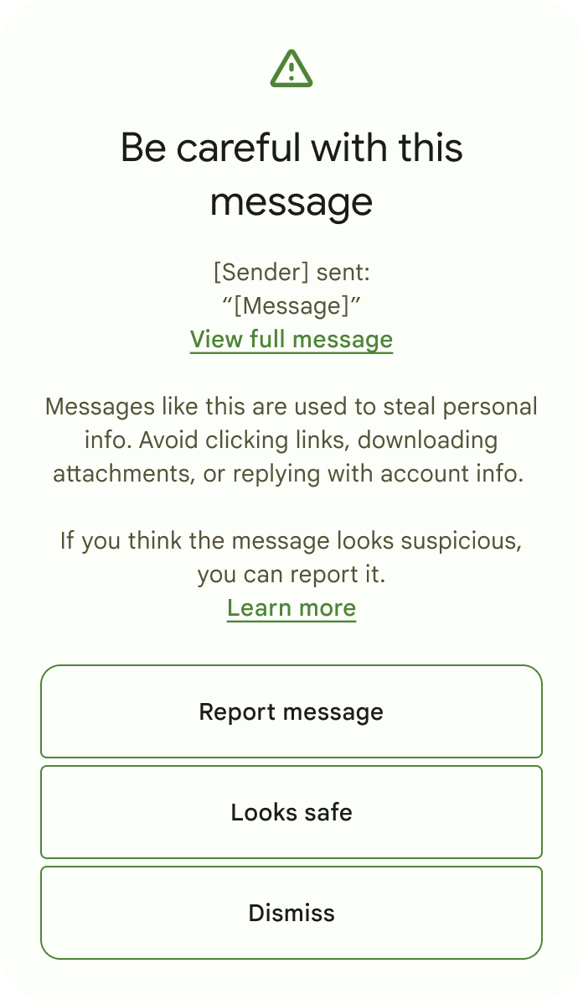 Be careful with this
message
[Sender] sent:
“[Message]”
View full message
Messages like this are used to steal personal
info. Avoid clicking links, downloading
attachments, or replying with account info.
If you think the message looks suspicious,
you can report it.
Learn more
Report message
Looks safe
Dismiss